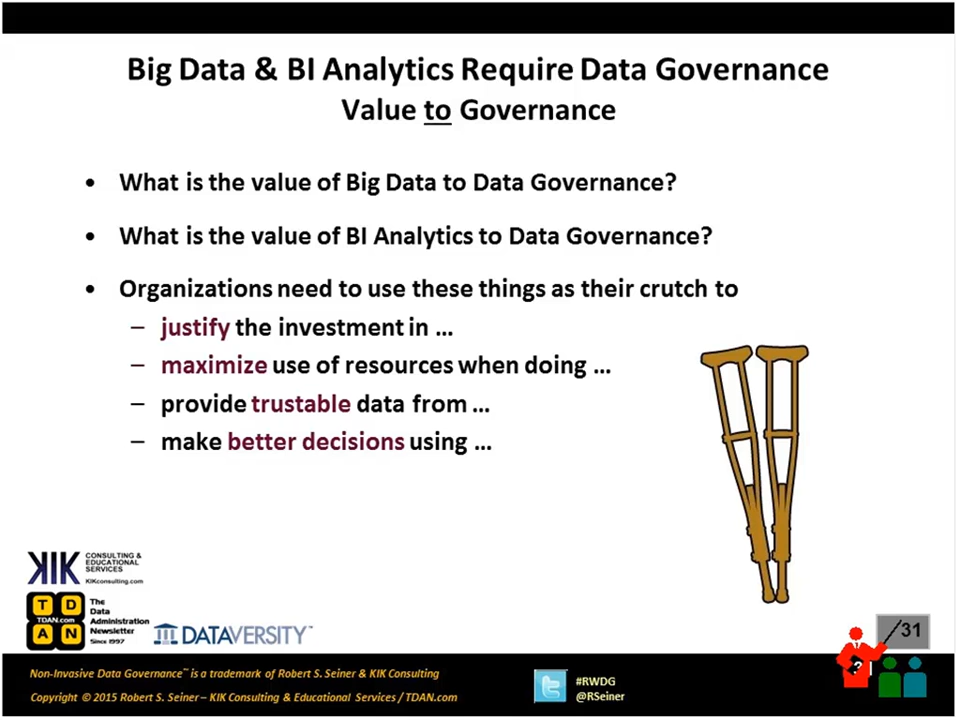 Big Data & BI Analytics Require Data Governance
Value to Governance
• What is the value of Big Data to Data Governance?
• What is the value of BI Analytics to Data Governance?
• Organizations need to use these things as their crutch to
– justify the investment in ...
– maximize use of resources when doing ...
– provide trustable data from ...
– make better decisions using ...
KIK CONSULTING &
EDUCATIONAL
SERVICES
KIKconsulting.com
T D
TDAN.com
A N
The
Data
Administration
Newsletter
Since 1997
DATAVERSITY™
/31
Non-Invasive Data Governance™ is a trademark of Robert S. Seiner & KIK Consulting
Copyright © 2015 Robert S. Seiner – KIK Consulting & Educational Services / TDAN.com
#RWDG
@RSeiner